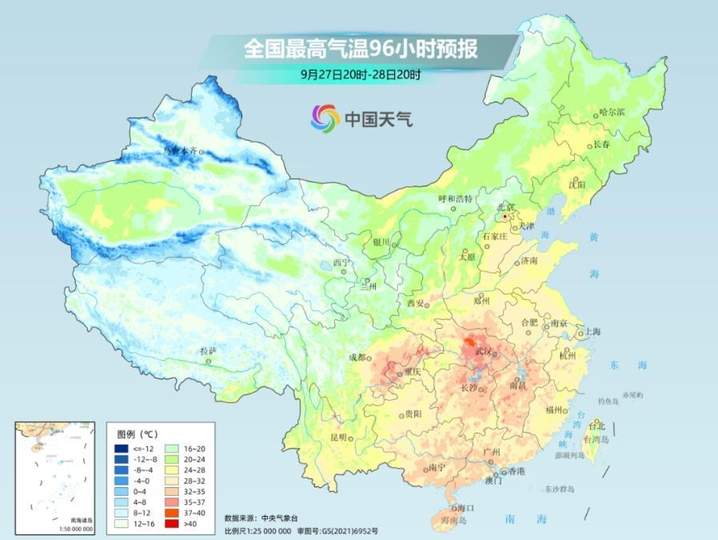 全国最高气温96小时预报
9月27日20时-28日20时
中国天气
哈尔滨
长春
乌鲁木齐
沈阳
呼和浩特
北京
天津
渤
海
黄
海
银川
石家庄
太原
济南
西宁
兰州
郑州
西安
合肥
南京
上海
拉萨
成都
武汉
杭州
重庆
东 海
长沙
南昌
钓鱼岛
赤尾屿
贵阳
福州
台
湾
海
峡
台北
台湾岛
昆明
澎湖列岛
广州
南宁
香港
澳门
东沙群岛
海口
海南岛
南 海
图例 (℃)
<=-12
-12~-8
-8~-4
-4~0
0~4
4~8
8~12
12~16
16~20
20~24
24~28
28~32
32~35
35~37
37~40
>40
南海诸岛
1:50 000 000
数据来源：中央气象台
比例尺1:25 000 000 审图号:GS(2021)6952号